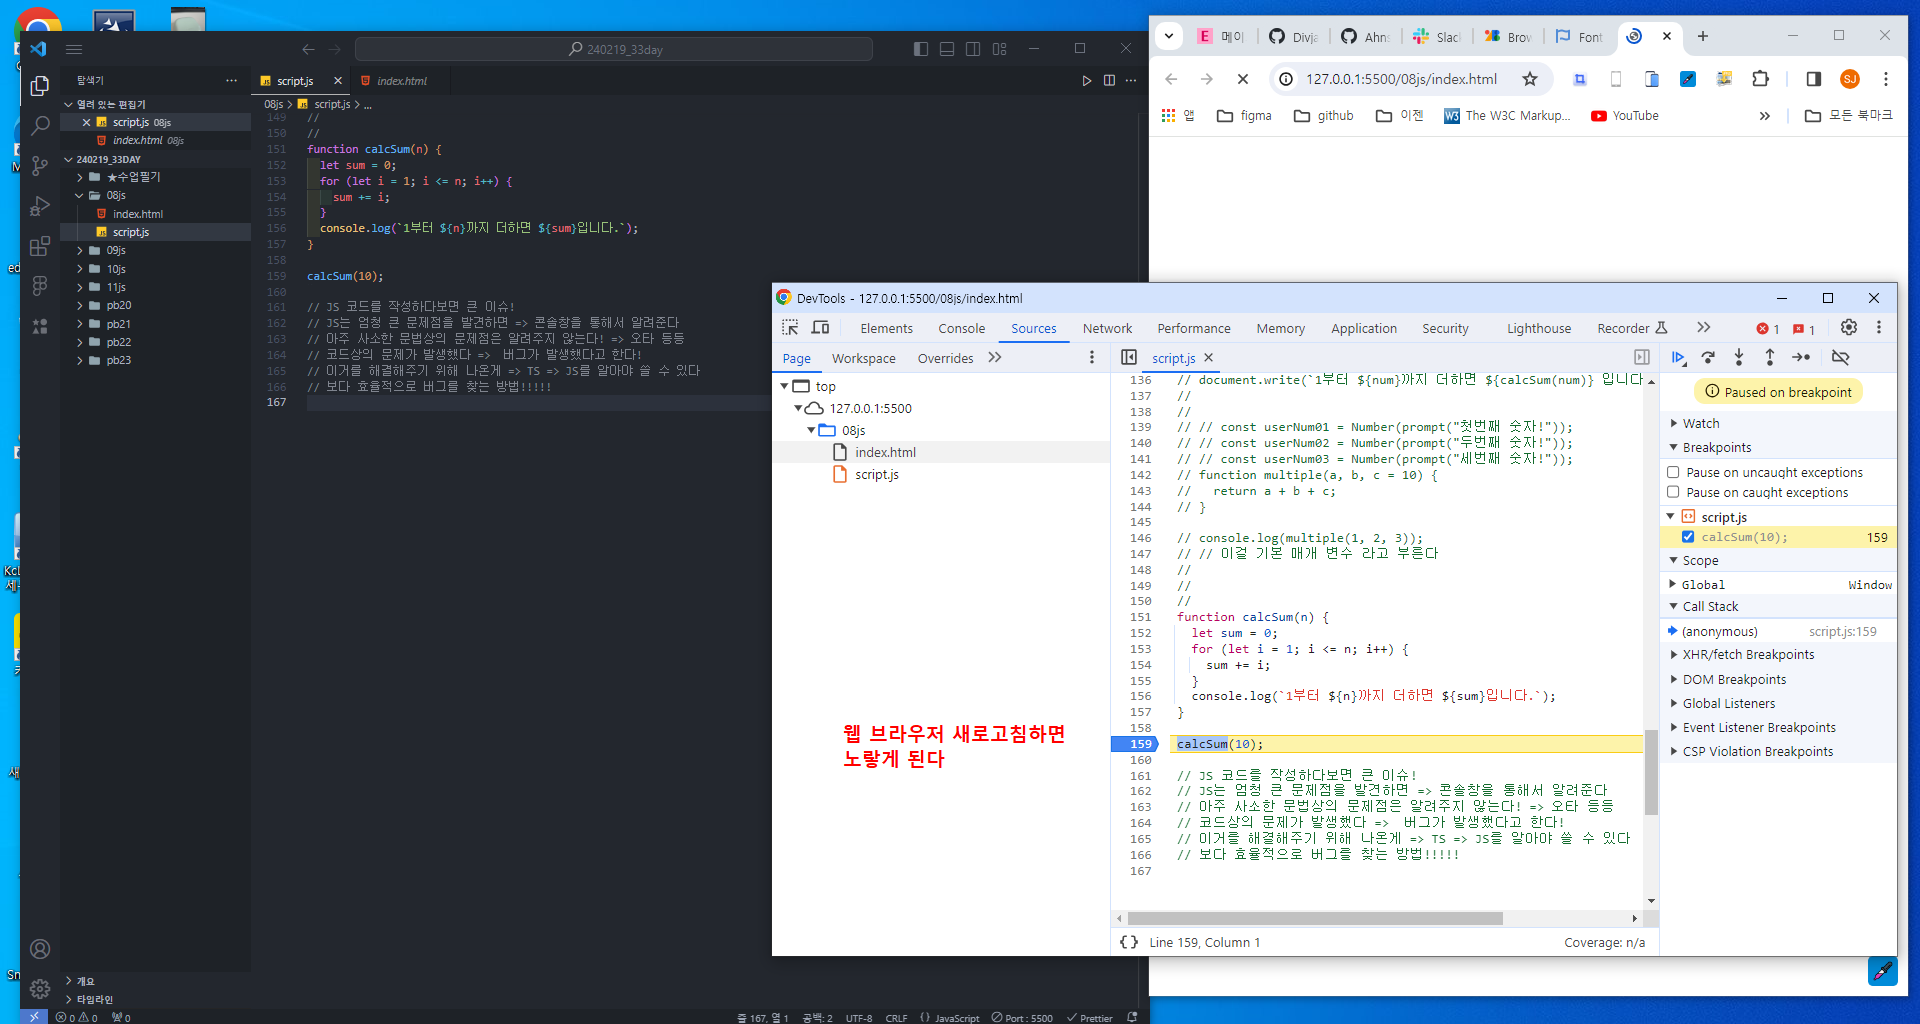 240219_33day
탐색기
script.js
index.html
열려 있는 편집기
script.js 08js
index.html 08js
240219_33DAY
★수업필기
08js
index.html
script.js
09js
10js
11js
pb20
pb21
pb22
pb23
개요
타임라인
08js > script.js > ...
149 //
150 //
151 function calcSum(n) {
152 let sum = 0;
153 for (let i = 1; i <= n; i++) {
154 sum += i;
155 }
156 console.log(`1부터 ${n}까지 더하면 ${sum}입니다.`);
157 }
158
159 calcSum(10);
160
161 // JS 코드를 작성하다보면 큰 이슈!
162 // JS는 엄청 큰 문제점을 발견하면 => 콘솔창을 통해서 알려준다
163 // 아주 사소한 문법상의 문제점은 알려주지 않는다! => 오타 등등
164 // 코드상의 문제가 발생했다 => 버그가 발생했다고 한다!
165 // 이거를 해결해주기 위해 나온게 => TS => JS를 알아야 쓸 수 있다
166 // 보다 효율적으로 버그를 찾는 방법!!!!!
167
0 0 0
줄 167, 열 1 공백: 2 UTF-8 CRLF {} JavaScript Port : 5500 Prettier
E 메이 Divja Ahn Slac Brow Font
127.0.0.1:5500/08js/index.html
SJ
앱 figma github 이젠 The W3C Markup... YouTube » 모든 북마크
DevTools - 127.0.0.1:5500/08js/index.html
Elements Console Sources Network Performance Memory Application Security Lighthouse Recorder 1 1
Page Workspace Overrides
top
127.0.0.1:5500
08js
index.html
script.js
웹 브라우저 새로고침하면
노랗게 된다
script.js
136 // document.write(`1부터 ${num}까지 더하면 ${calcSum(num)} 입니다
137 //
138 //
139 // // const userNum01 = Number(prompt("첫번째 숫자!"));
140 // // const userNum02 = Number(prompt("두번째 숫자!"));
141 // // const userNum03 = Number(prompt("세번째 숫자!"));
142 // function multiple(a, b, c = 10) {
143 // return a + b + c;
144 // }
145
146 // console.log(multiple(1, 2, 3));
147 // // 이걸 기본 매개 변수 라고 부른다
148 //
149 //
150 //
151 function calcSum(n) {
152 let sum = 0;
153 for (let i = 1; i <= n; i++) {
154 sum += i;
155 }
156 console.log(`1부터 ${n}까지 더하면 ${sum}입니다.`);
157 }
158
159 calcSum(10);
160
161 // JS 코드를 작성하다보면 큰 이슈!
162 // JS는 엄청 큰 문제점을 발견하면 => 콘솔창을 통해서 알려준다
163 // 아주 사소한 문법상의 문제점은 알려주지 않는다! => 오타 등등
164 // 코드상의 문제가 발생했다 => 버그가 발생했다고 한다!
165 // 이거를 해결해주기 위해 나온게 => TS => JS를 알아야 쓸 수 있다
166 // 보다 효율적으로 버그를 찾는 방법!!!!!
167
{} Line 159, Column 1 Coverage: n/a
Paused on breakpoint
Watch
Breakpoints
Pause on uncaught exceptions
Pause on caught exceptions
script.js
calcSum(10); 159
Scope
Global Window
Call Stack
(anonymous) script.js:159
XHR/fetch Breakpoints
DOM Breakpoints
Global Listeners
Event Listener Breakpoints
CSP Violation Breakpoints